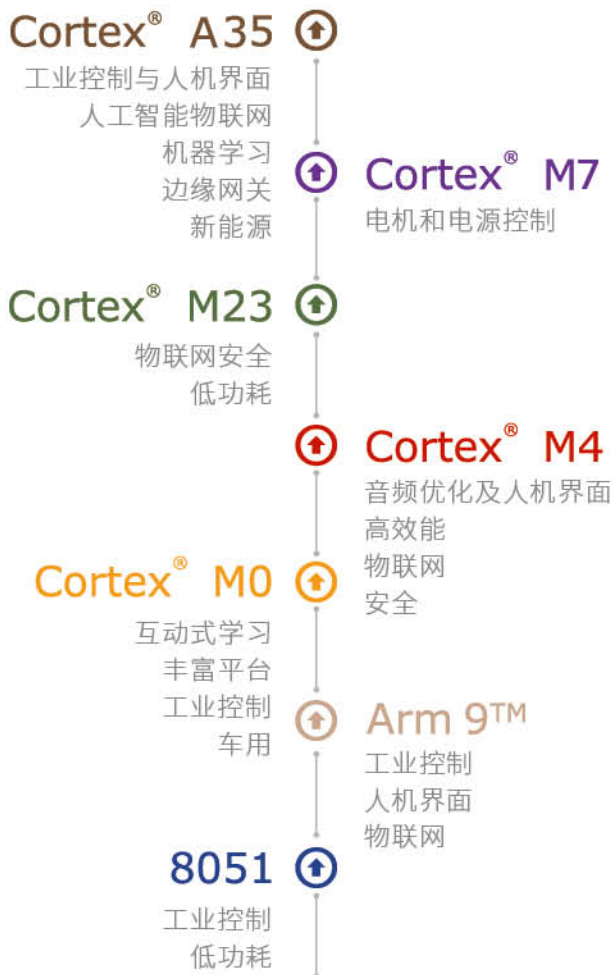 Cortex® A35
工业控制与人机界面
人工智能物联网
机器学习
边缘网关
新能源
Cortex® M7
电机和电源控制
Cortex® M23
物联网安全
低功耗
Cortex® M4
音频优化及人机界面
高效能
物联网
安全
Cortex® M0
互动式学习
丰富平台
工业控制
车用
Arm 9™
工业控制
人机界面
物联网
8051
工业控制
低功耗